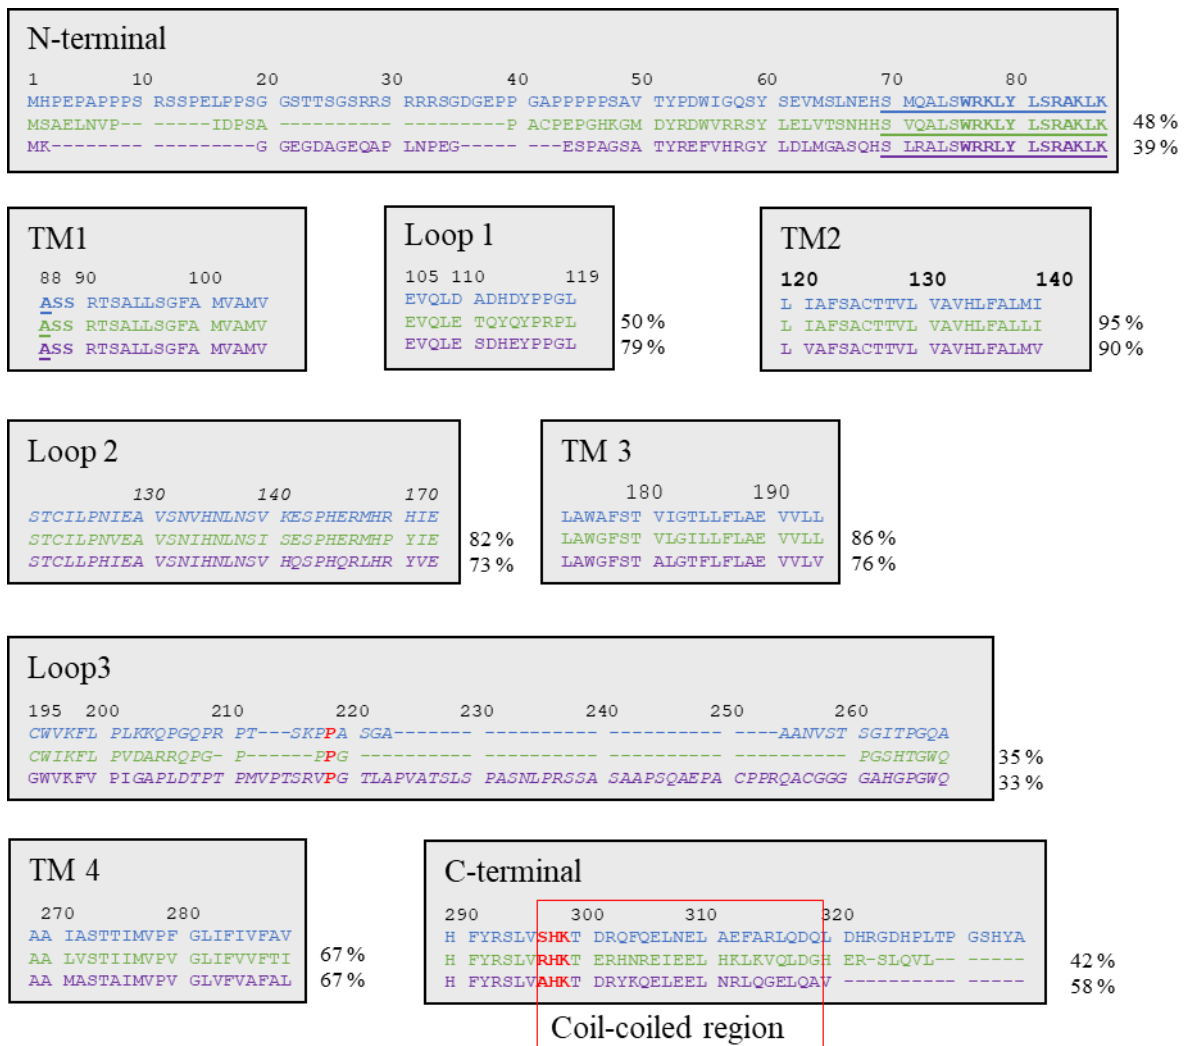 N-terminal
1 10 20 30 40 50 60 70 80
MHPEPAPPPS RSSPELPPSG GSTTSGSRRS RRRSGDGEPP GAPPPPPPSAV TYPDWIGQSY SEVMSLNEHS MQALSWRKLY LSRAKLK
MSAELNVP-- ------IDPSA ---------- ---------P ACPEPGHKGM DYRDWVRRSY LELVTSNHHS VQALSWRKLY LSRAKLK 48 %
MK-------- ---------G GEGDAGEQAP LNPEG----- ---ESPAGSA TYREFVHRGY LDLMGASQHS LRALSWRRLY LSRAKLK 39 %
TM1
88 90 100
ASS RTSALLSGFA MVAMV
ASS RTSALLSGFA MVAMV
ASS RTSALLSGFA MVAMV
Loop 1
105 110 119
EVQLD ADHDYPPGL
EVQLE TQYQYPRPL 50 %
EVQLE SDHEYPPGL 79 %
TM2
120 130 140
L IAFSACTTVL VAVHLFALMI
L IAFSACTTVL VAVHLFALLI 95 %
L VAFSACTTVL VAVHLFALMV 90 %
Loop 2
130 140 170
STCILPNIEA VSNVHNLNSV KESPHERMHR HIE
STCILPNVEA VSNIHNLNSI SESPHERMHP YIE 82 %
STCLLPHIEA VSNIHNLNSV HQSPHQRLHR YVE 73 %
TM 3
180 190
LAWAFST VIGTLLFLAE VVLL
LAWGFST VLGILLFLAE VVLL 86 %
LAWGFST ALGTFLFLAE VVLV 76 %
Loop3
195 200 210 220 230 240 250 260
CWVKFL PLKKQPGQPR PT---SKPPA SGA------- ---------- ---------- ----AANVST SGITPGQA
CWIKFL PVDARRQPG- P-----PPG ---------- ---------- ---------- ---------- PGSHTGWQ 35 %
GWVKFV PIGAPLDTPT PMVPTSRVPG TLAPVATSLS PASNLPRSSA SAAPSQAEPA CPPRQACGGG GAHGPGWQ 33 %
TM 4
270 280
AA IASTTIMVPF GLIFIVFAV
AA LVSTIIMVPV GLIFVVFTI 67 %
AA MASTAIMVPV GLVFVAFAL 67 %
C-terminal
290 300 310 320
H FYRSLVSHKT DRQFQELNEL AEFARLQDQL DHRGDHPLTP GSHYA
H FYRSLVRHKT ERHNREIEEL HKLKVQLDGH ER-SLQVL-- ----- 42 %
H FYRSLVAHKT DRYKQELEEL NRLQGELQAV ---------- ----- 58 %
Coil-coiled region